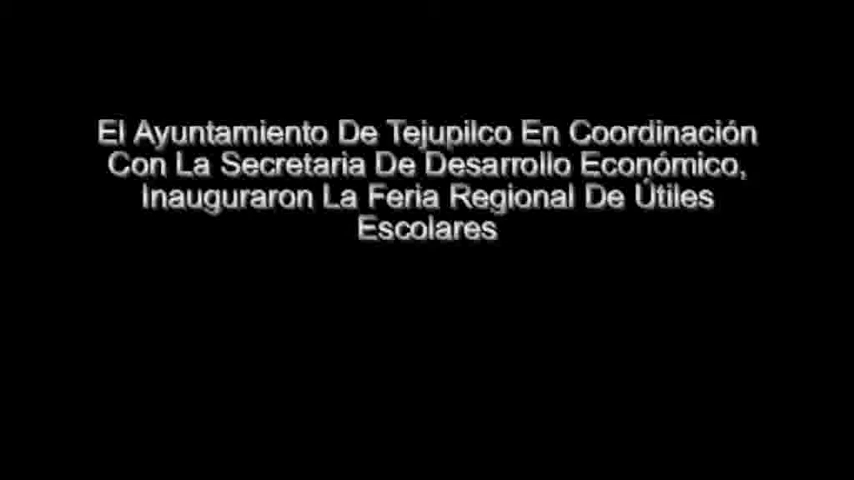 El Ayuntamiento De Tejupilco En Coordinación
Con La Secretaria De Desarrollo Económico,
Inauguraron La Feria Regional De Útiles
Escolares